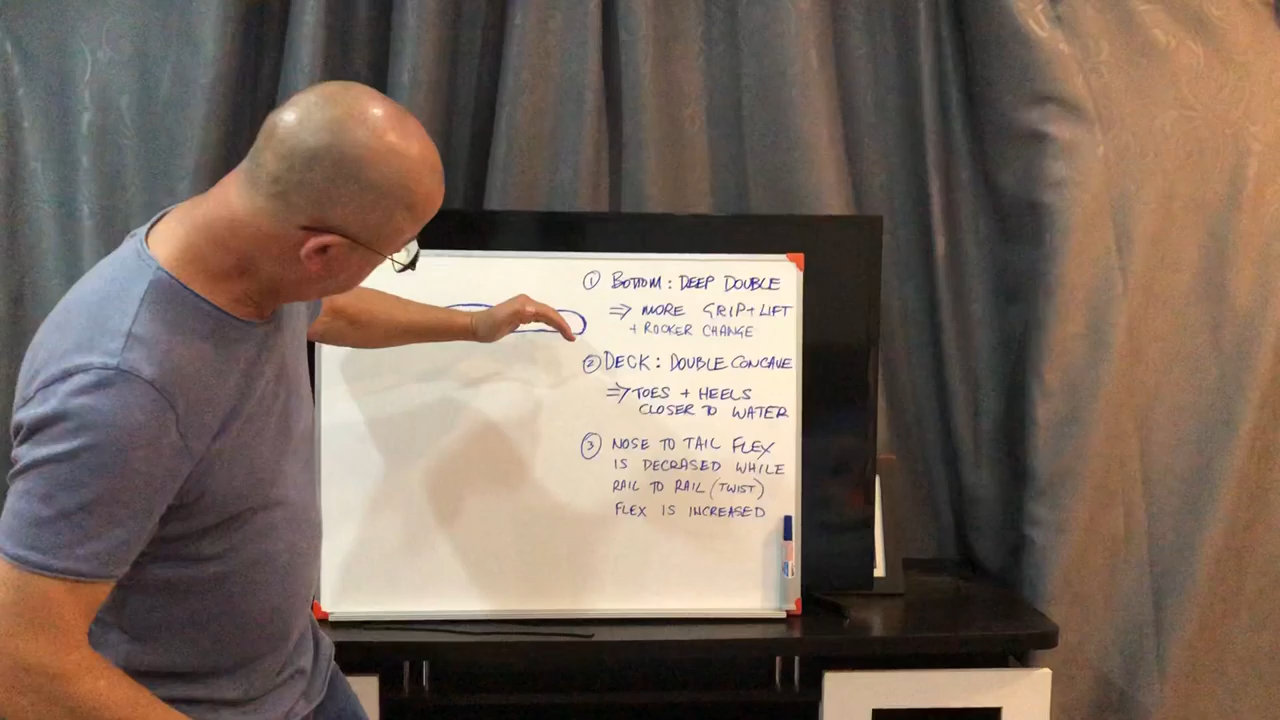 ① BOTTOM: DEEP DOUBLE
⇒ MORE GRIP+LIFT
+ ROCKER CHANGE
② DECK: DOUBLE CONCAVE
⇒ TOES + HEELS
CLOSER TO WATER
③ NOSE TO TAIL FLEX
IS DECRASED WHILE
RAIL TO RAIL (TWIST)
FLEX IS INCREASED